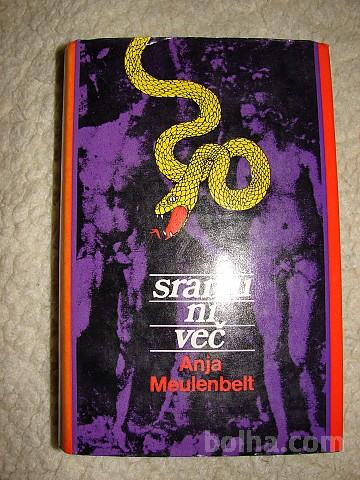 sramu
ni
več
Anja
Meulenbelt
bolha.com